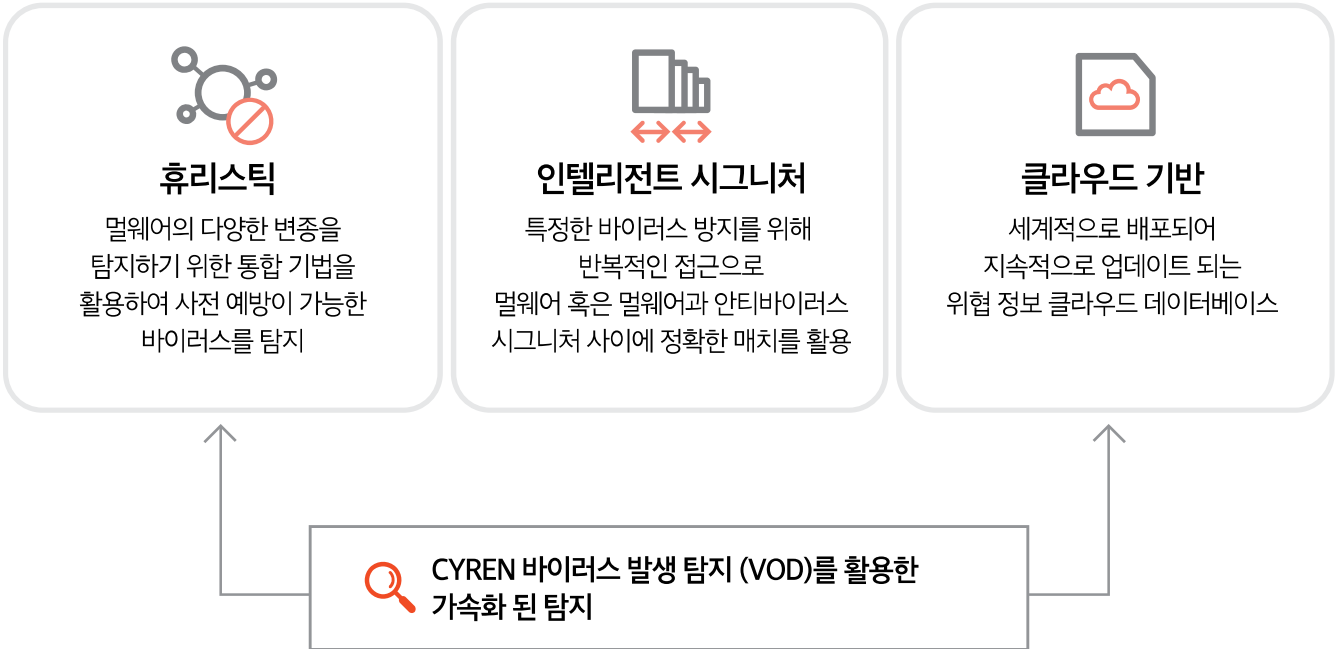 휴리스틱
멀웨어의 다양한 변종을
탐지하기 위한 통합 기법을
활용하여 사전 예방이 가능한
바이러스를 탐지
인텔리전트 시그니처
특정한 바이러스 방지를 위해
반복적인 접근으로
멀웨어 혹은 멀웨어과 안티바이러스
시그니처 사이에 정확한 매치를 활용
클라우드 기반
세계적으로 배포되어
지속적으로 업데이트 되는
위협 정보 클라우드 데이터베이스
CYREN 바이러스 발생 탐지 (VOD)를 활용한
가속화 된 탐지